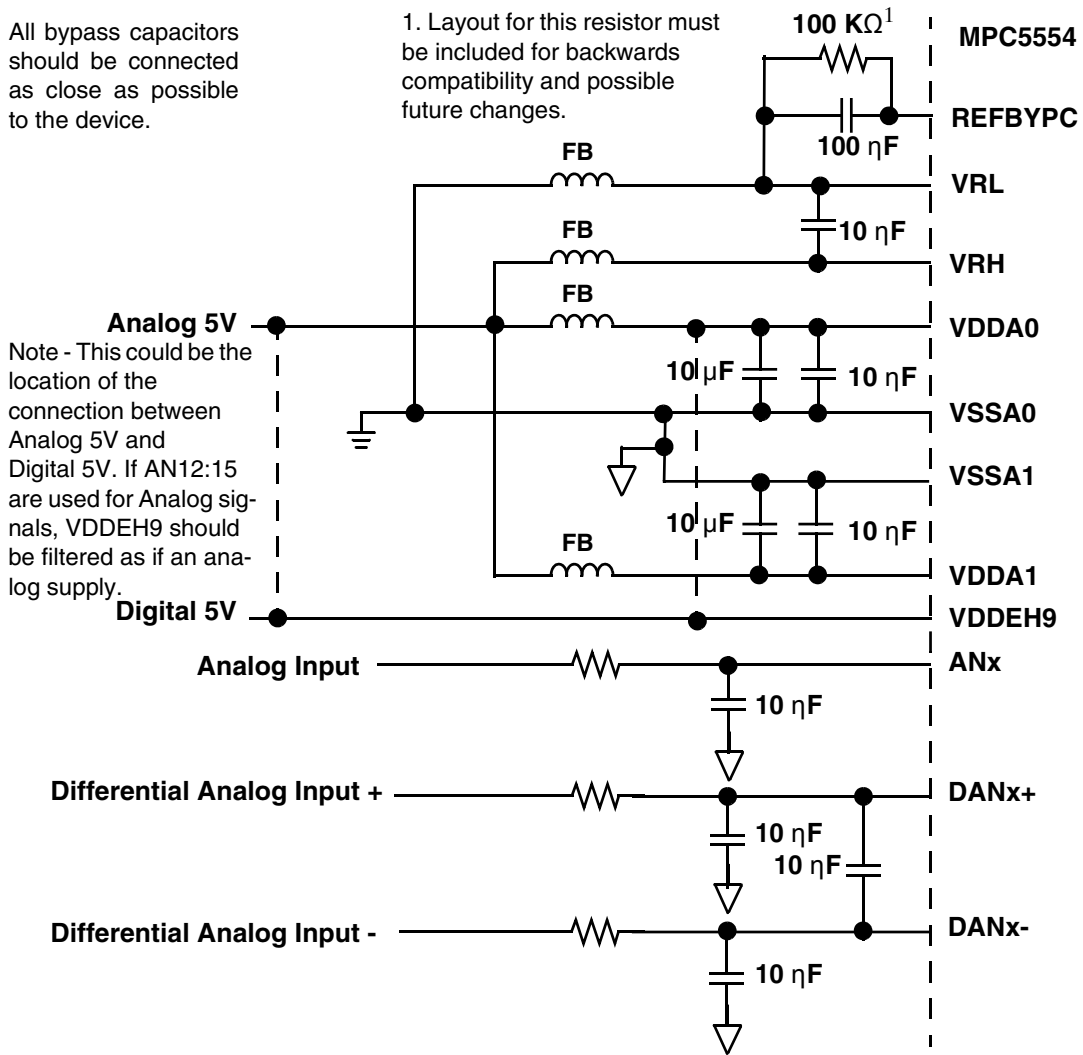 All bypass capacitors
should be connected
as close as possible
to the device.
1. Layout for this resistor must
be included for backwards
compatibility and possible
future changes.
100 KΩ¹
MPC5554
REFBYPC
100 ηF
FB
VRL
10 ηF
FB
VRH
FB
Analog 5V
VDDA0
Note - This could be the
location of the
connection between
Analog 5V and
Digital 5V. If AN12:15
are used for Analog sig-
nals, VDDEH9 should
be filtered as if an ana-
log supply.
10 μF
10 ηF
VSSA0
VSSA1
10 μF
10 ηF
FB
VDDA1
Digital 5V
VDDEH9
Analog Input
ANx
10 ηF
Differential Analog Input +
DANx+
10 ηF
10 ηF
Differential Analog Input -
DANx-
10 ηF